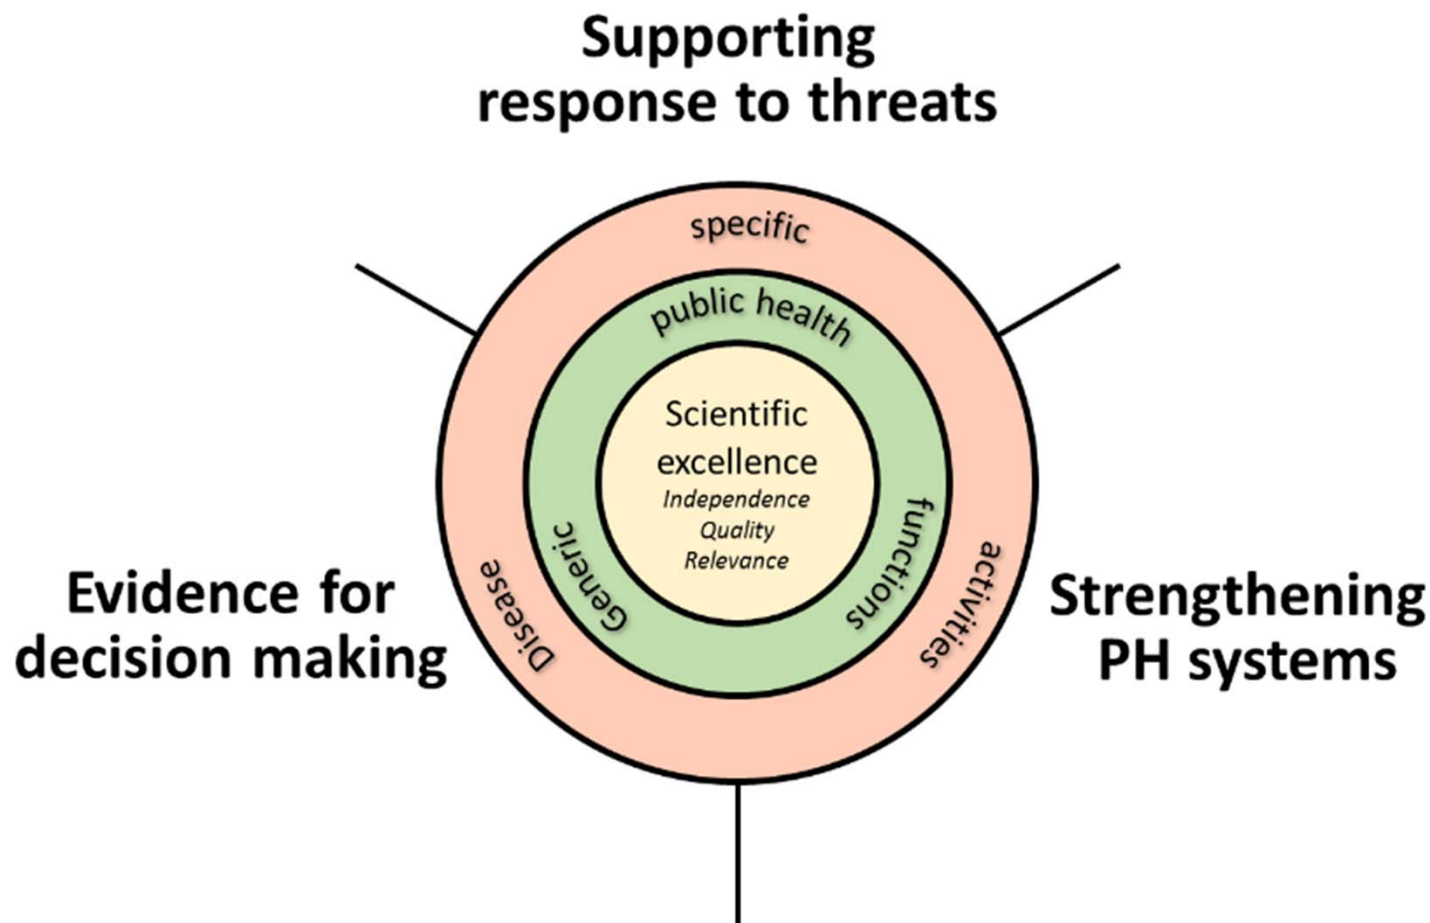 Supporting
response to threats
Disease specific activities
Generic public health functions
Scientific
excellence
Independence
Quality
Relevance
Evidence for
decision making
Strengthening
PH systems